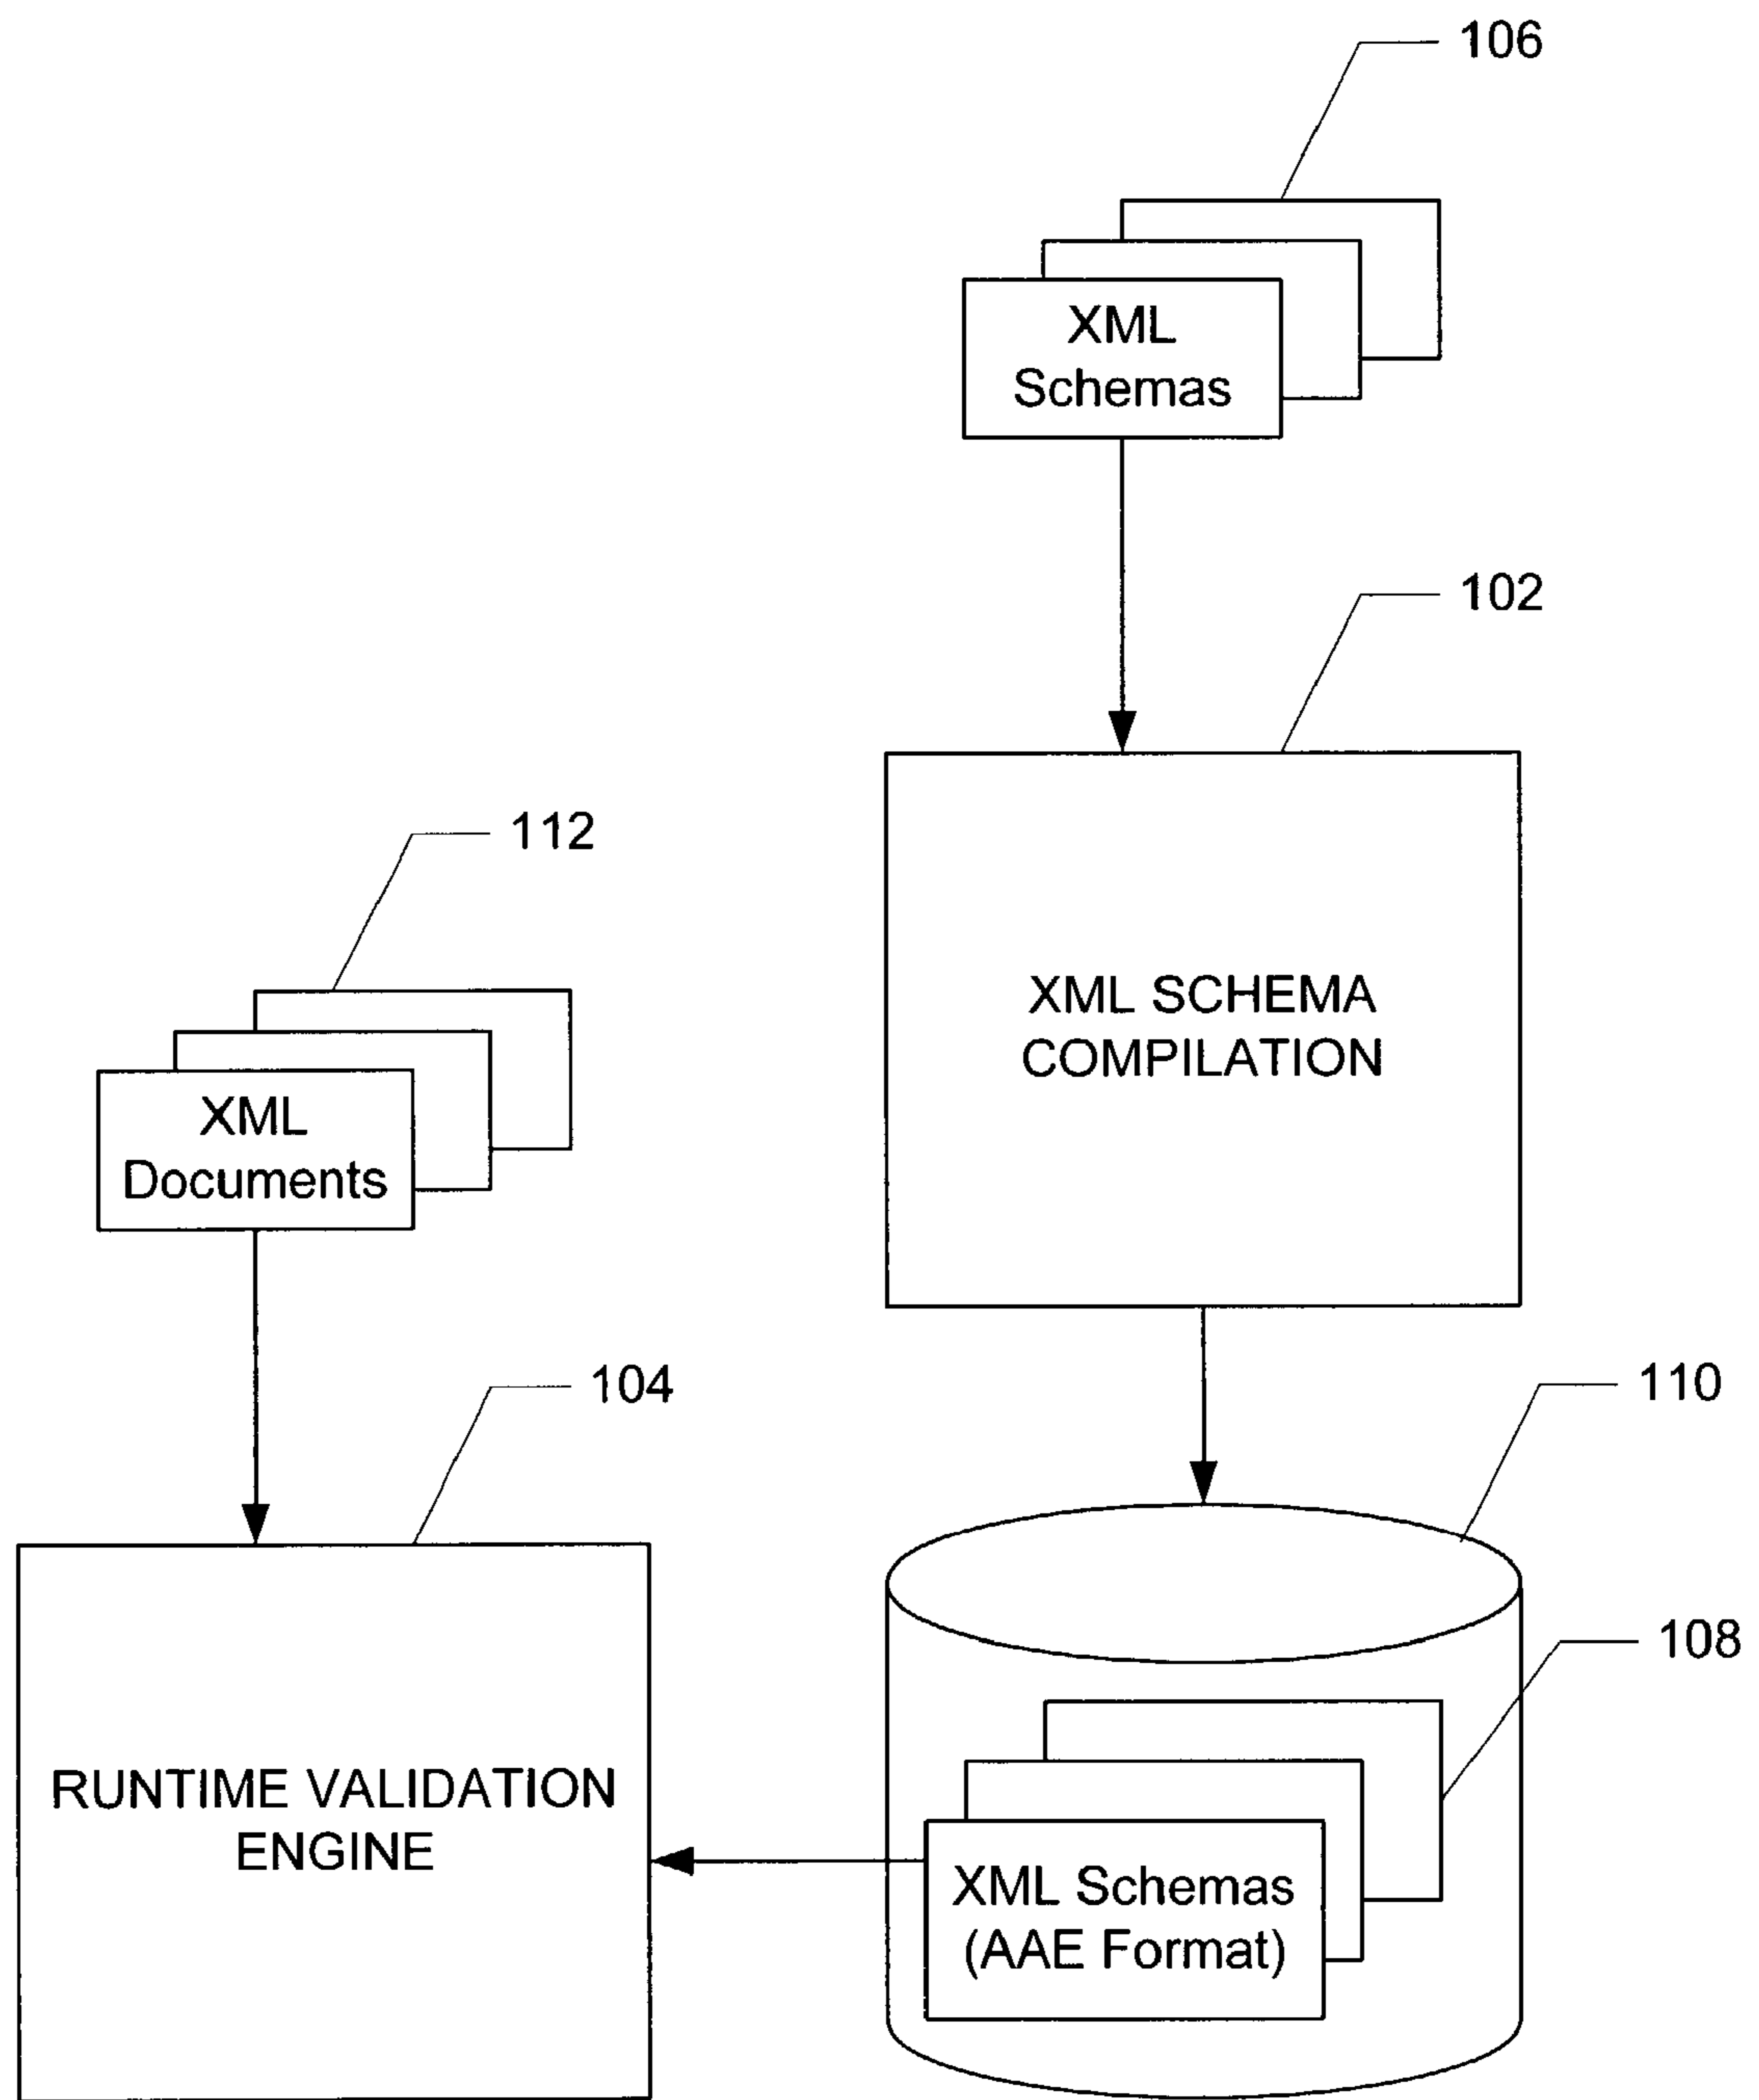 106
XML
Schemas
102
XML SCHEMA
COMPILATION
112
XML
Documents
104
110
108
RUNTIME VALIDATION
ENGINE
XML Schemas
(AAE Format)